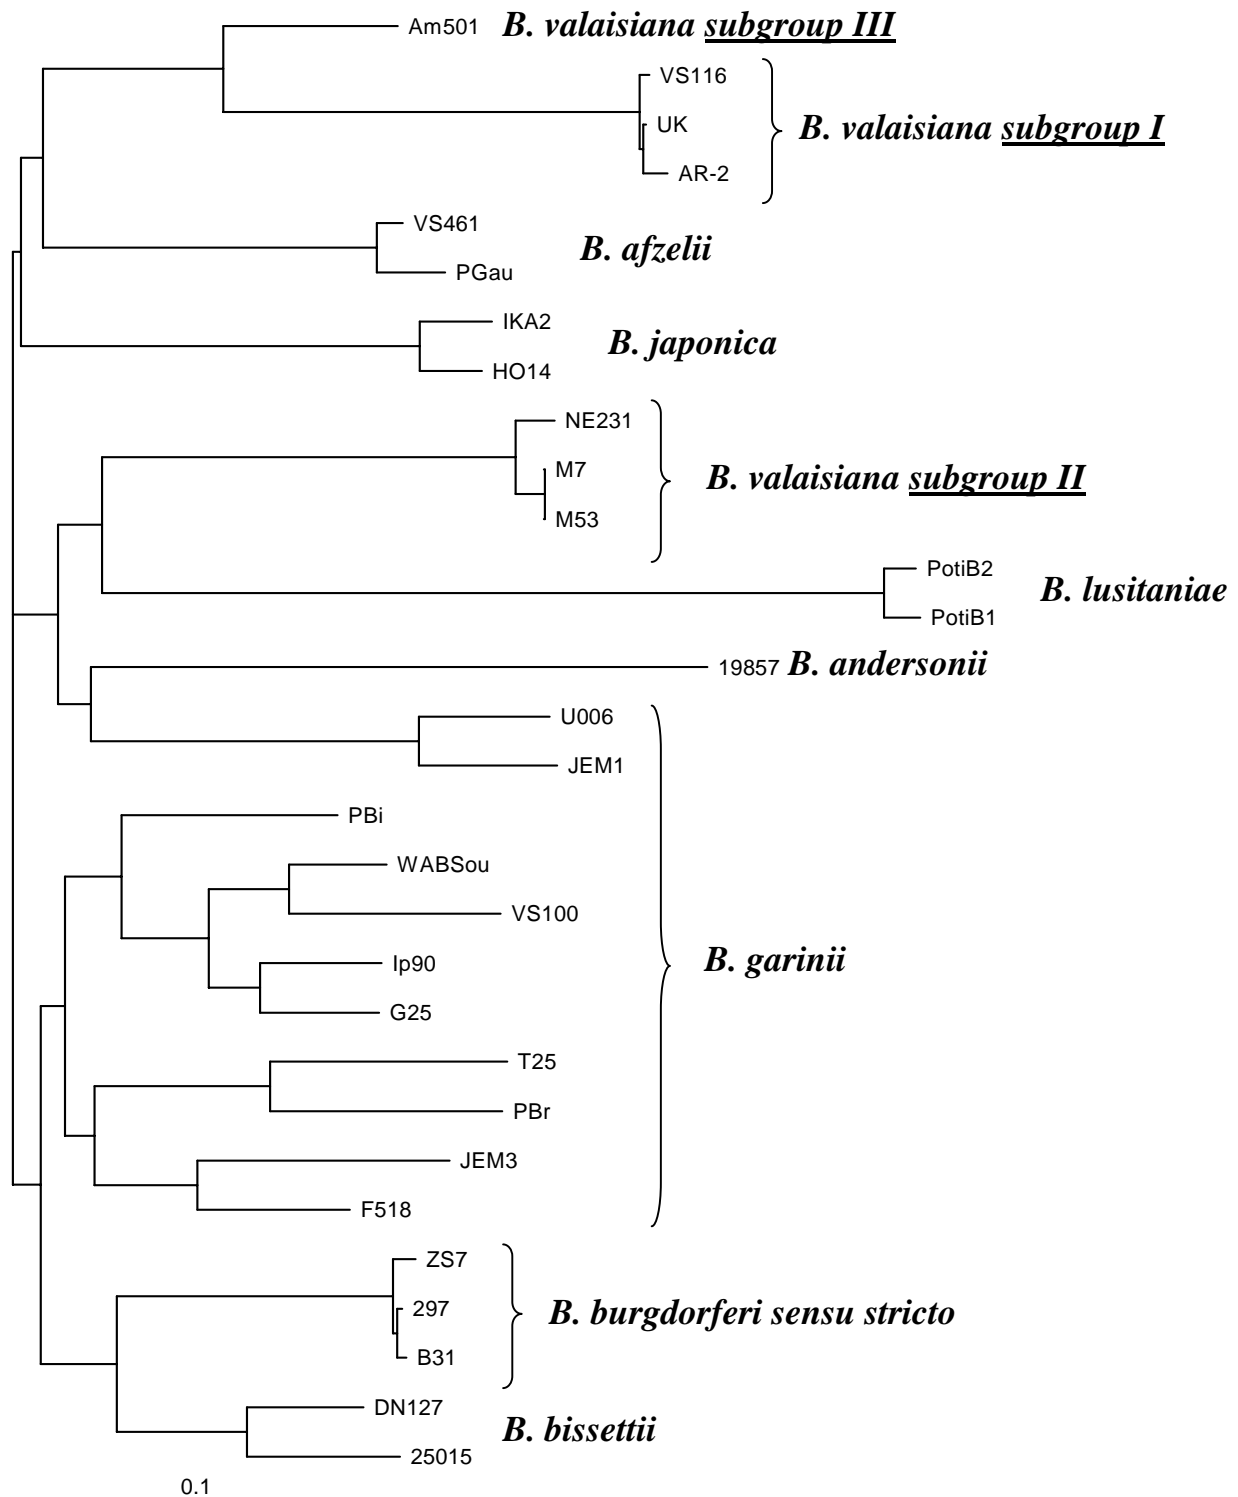 Am501 B. valaisiana subgroup III
VS116
UK
B. valaisiana subgroup I
AR-2
VS461
B. afzelii
PGau
IKA2
B. japonica
HO14
NE231
M7
B. valaisiana subgroup II
M53
PotiB2
B. lusitaniae
PotiB1
19857 B. andersonii
U006
JEM1
PBi
WABSou
VS100
B. garinii
Ip90
G25
T25
PBr
JEM3
F518
ZS7
297
B. burgdorferi sensu stricto
B31
DN127
B. bissettii
25015
0.1